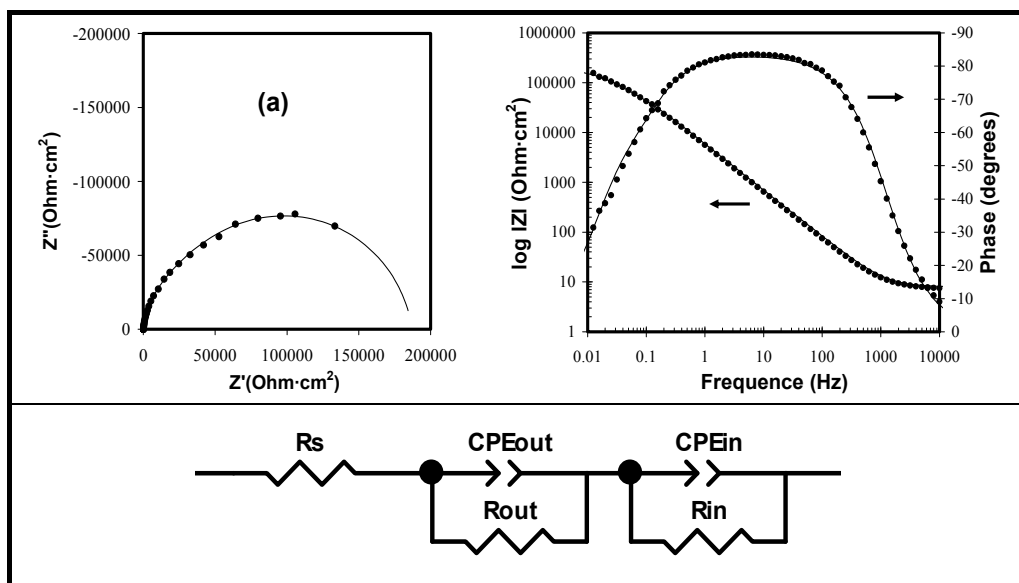 -200000
-150000
-100000
-50000
0
(a)
Z''(Ohm·cm²)
0 50000 100000 150000 200000
Z'(Ohm·cm²)
1000000
100000
10000
1000
100
10
1
log IZI (Ohm·cm²)
-90
-80
-70
-60
-50
-40
-30
-20
-10
0
Phase (degrees)
0.01 0.1 1 10 100 1000 10000
Frequence (Hz)
Rs CPEout CPEin
Rout Rin